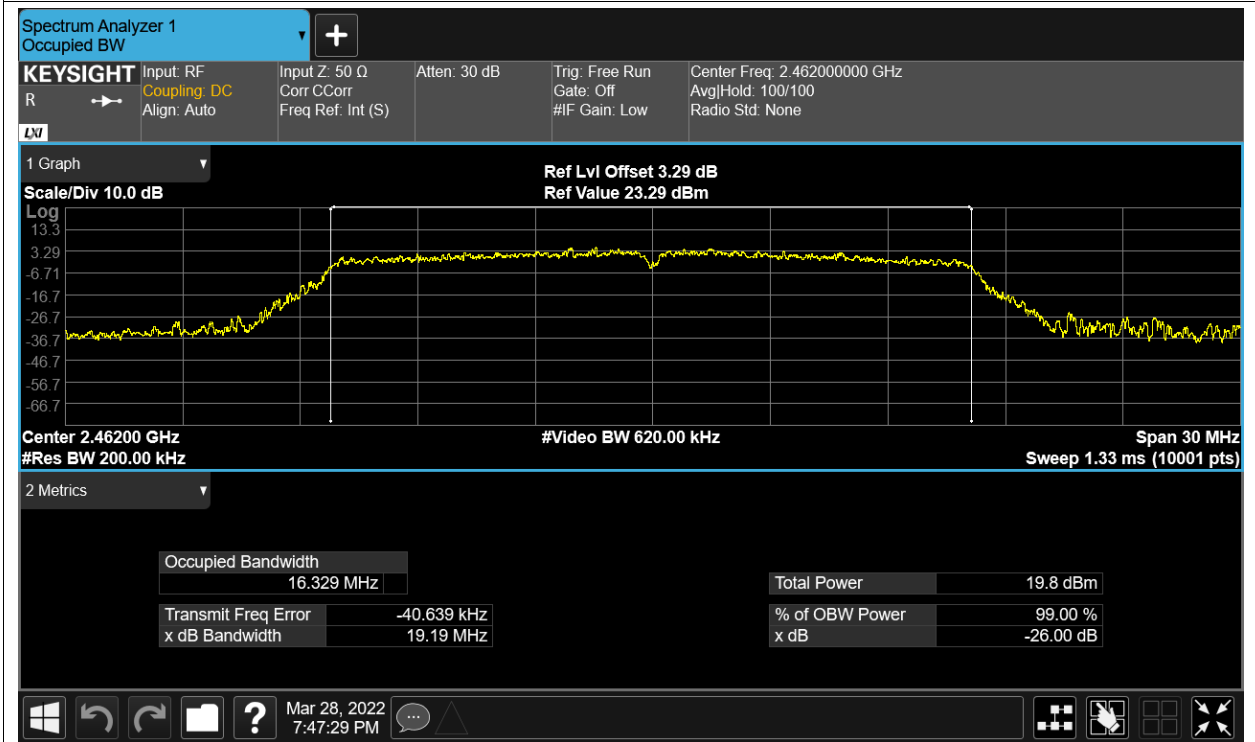 Spectrum Analyzer 1
Occupied BW
KEYSIGHT
R
LXI
Input: RF
Coupling: DC
Align: Auto
Input Z: 50 Ω
Corr CCorr
Freq Ref: Int (S)
Atten: 30 dB
Trig: Free Run
Gate: Off
#IF Gain: Low
Center Freq: 2.462000000 GHz
Avg|Hold: 100/100
Radio Std: None
1 Graph
Scale/Div 10.0 dB
Ref Lvl Offset 3.29 dB
Ref Value 23.29 dBm
Log
13.3
3.29
-6.71
-16.7
-26.7
-36.7
-46.7
-56.7
-66.7
Center 2.46200 GHz
#Video BW 620.00 kHz
Span 30 MHz
#Res BW 200.00 kHz
Sweep 1.33 ms (10001 pts)
2 Metrics
Occupied Bandwidth
16.329 MHz
Total Power 19.8 dBm
Transmit Freq Error -40.639 kHz
% of OBW Power 99.00 %
x dB Bandwidth 19.19 MHz
x dB -26.00 dB
?
Mar 28, 2022
7:47:29 PM